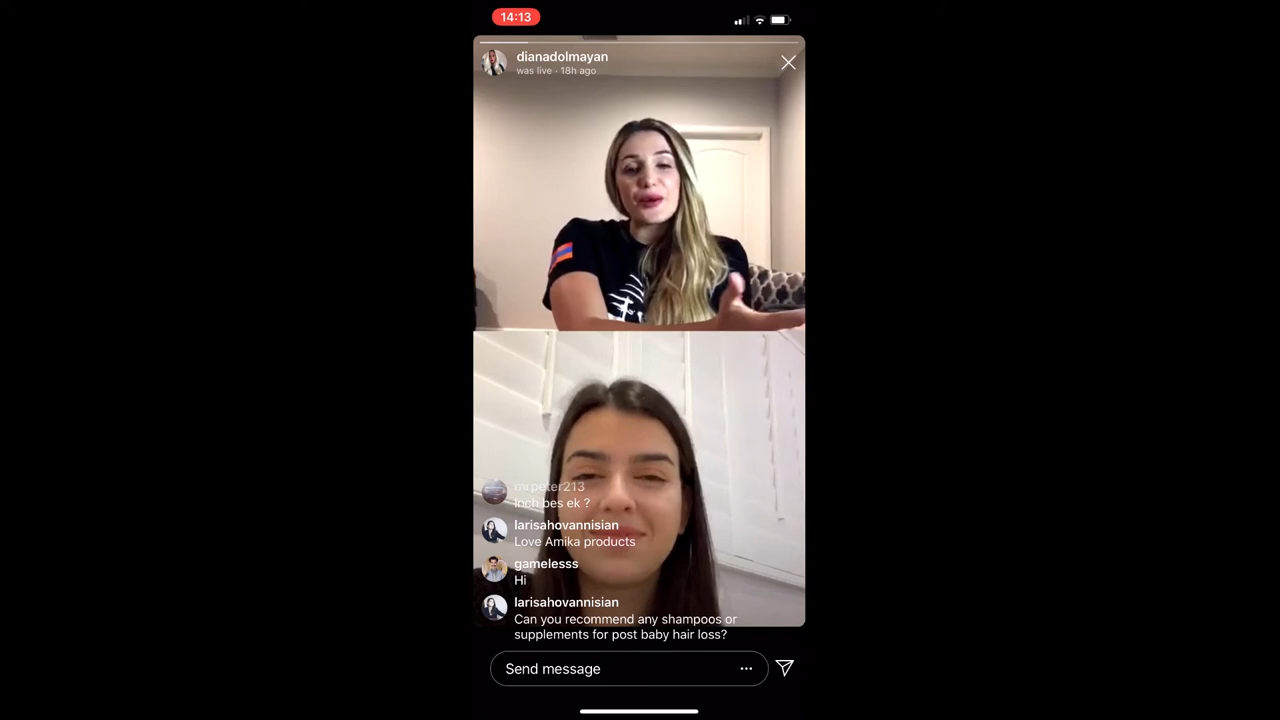 14:13
dianadolmayan
was live · 18h ago
mrpeter213
Inch bes ek ?
larisahovannisian
Love Amika products
gamelesss
Hi
larisahovannisian
Can you recommend any shampoos or
supplements for post baby hair loss?
Send message